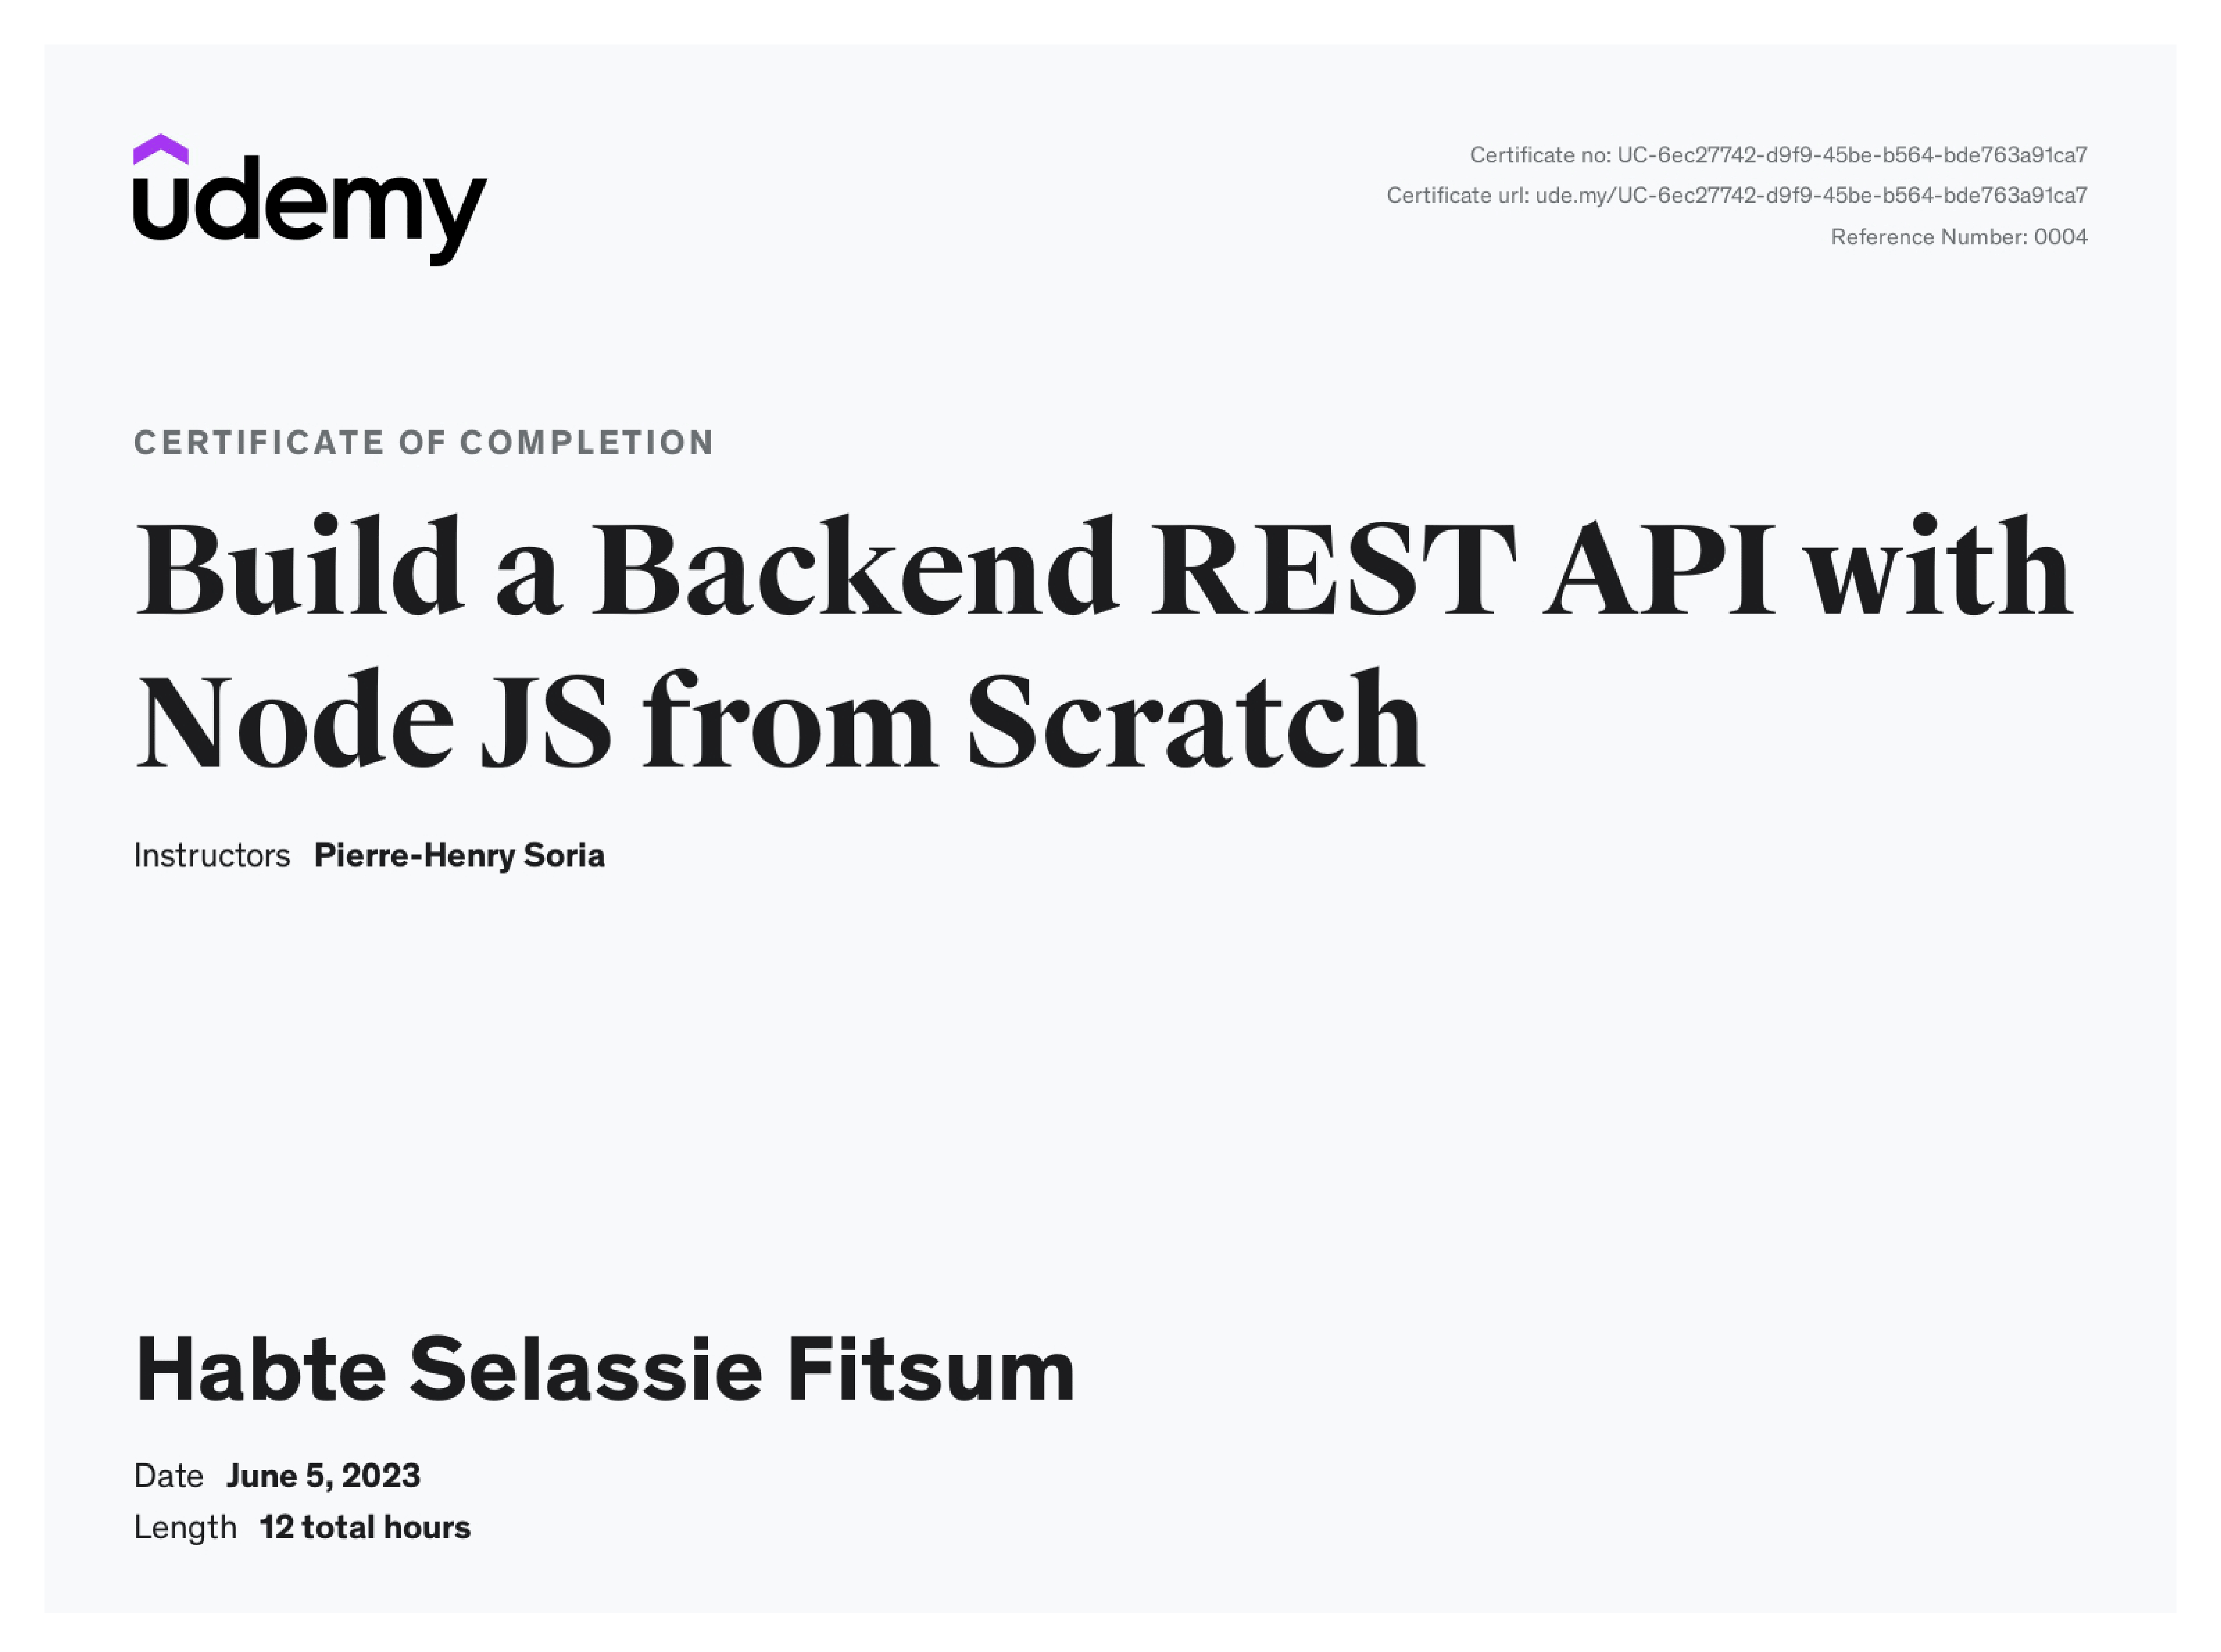 udemy
Certificate no: UC-6ec27742-d9f9-45be-b564-bde763a91ca7
Certificate url: ude.my/UC-6ec27742-d9f9-45be-b564-bde763a91ca7
Reference Number: 0004
CERTIFICATE OF COMPLETION
Build a Backend REST API with
Node JS from Scratch
Instructors Pierre-Henry Soria
Habte Selassie Fitsum
Date June 5, 2023
Length 12 total hours